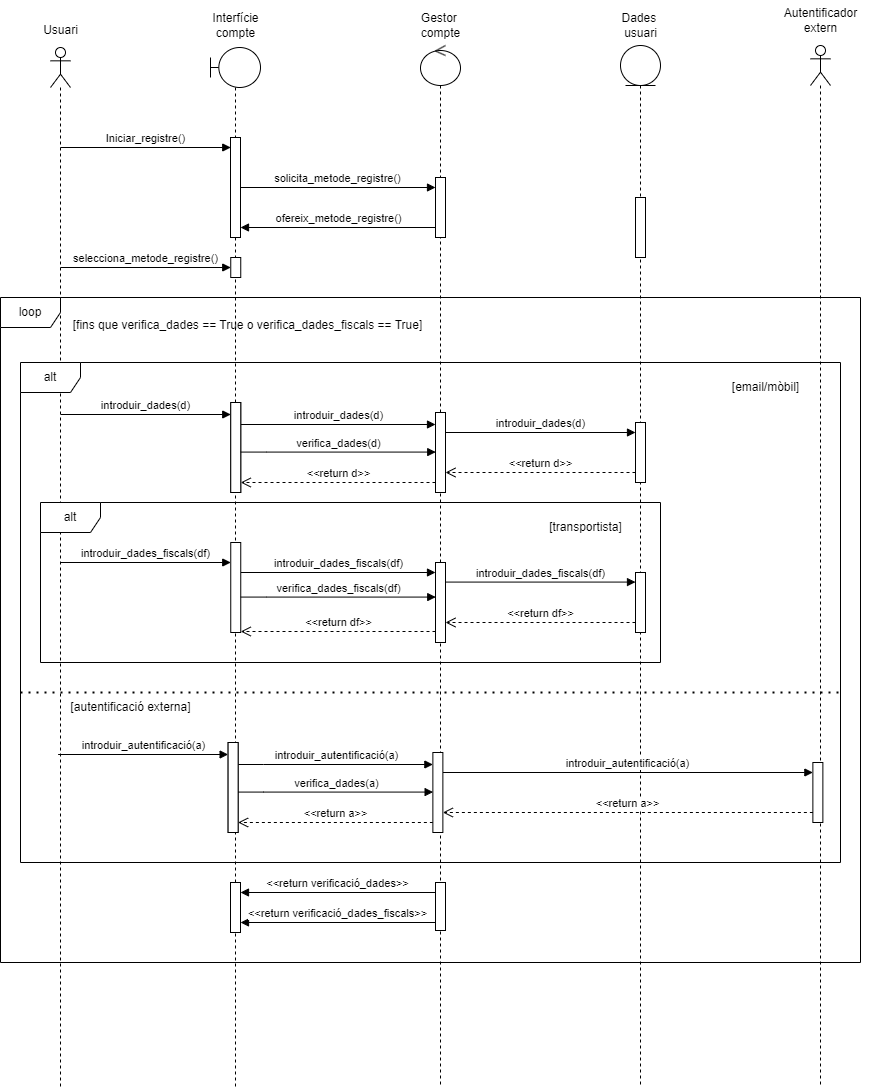 Usuari
Interfície
compte
Gestor
compte
Dades
usuari
Autentificador
extern
Iniciar_registre()
solicita_metode_registre()
ofereix_metode_registre()
selecciona_metode_registre()
loop
[fins que verifica_dades == True o verifica_dades_fiscals == True]
alt
[email/mòbil]
introduir_dades(d)
introduir_dades(d)
introduir_dades(d)
verifica_dades(d)
<<return d>>
<<return d>>
alt
[transportista]
introduir_dades_fiscals(df)
introduir_dades_fiscals(df)
introduir_dades_fiscals(df)
verifica_dades_fiscals(df)
<<return df>>
<<return df>>
[autentificació externa]
introduir_autentificació(a)
introduir_autentificació(a)
introduir_autentificació(a)
verifica_dades(a)
<<return a>>
<<return a>>
<<return verificació_dades>>
<<return verificació_dades_fiscals>>